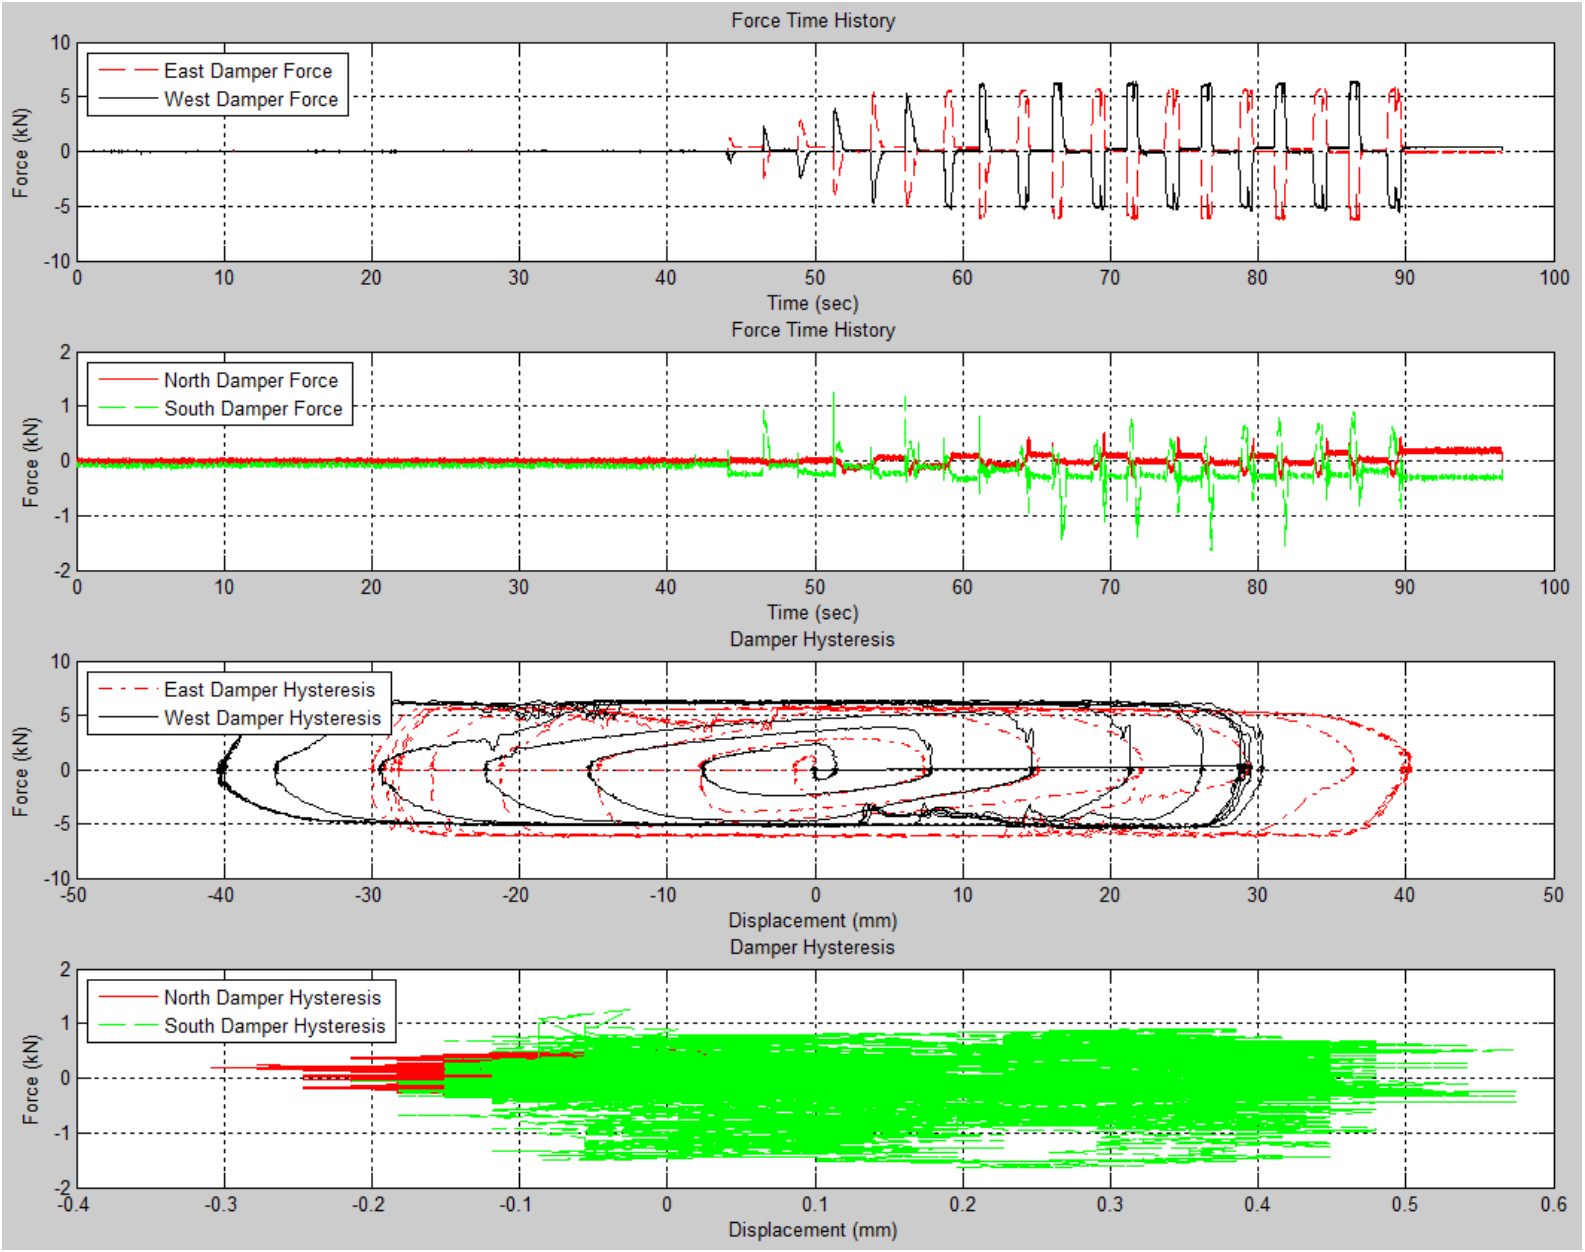 Force Time History
10
5
0
-5
-10
Force (kN)
East Damper Force
West Damper Force
0 10 20 30 40 50 60 70 80 90 100
Time (sec)
Force Time History
2
1
0
-1
-2
Force (kN)
North Damper Force
South Damper Force
0 10 20 30 40 50 60 70 80 90 100
Time (sec)
Damper Hysteresis
10
5
0
-5
-10
Force (kN)
East Damper Hysteresis
West Damper Hysteresis
-50 -40 -30 -20 -10 0 10 20 30 40 50
Displacement (mm)
Damper Hysteresis
2
1
0
-1
-2
Force (kN)
North Damper Hysteresis
South Damper Hysteresis
-0.4 -0.3 -0.2 -0.1 0 0.1 0.2 0.3 0.4 0.5 0.6
Displacement (mm)